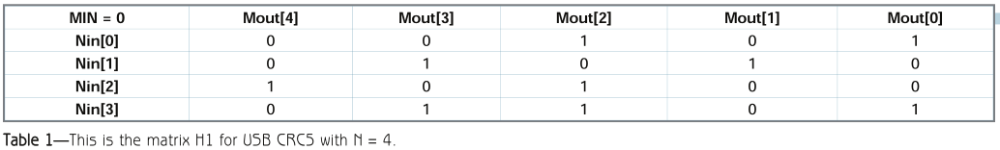 MIN = 0 Mout[4] Mout[3] Mout[2] Mout[1] Mout[0]
Nin[0] 0 0 1 0 1
Nin[1] 0 1 0 1 0
Nin[2] 1 0 1 0 0
Nin[3] 0 1 1 0 1
Table 1—This is the matrix H1 for USB CRC5 with N = 4.